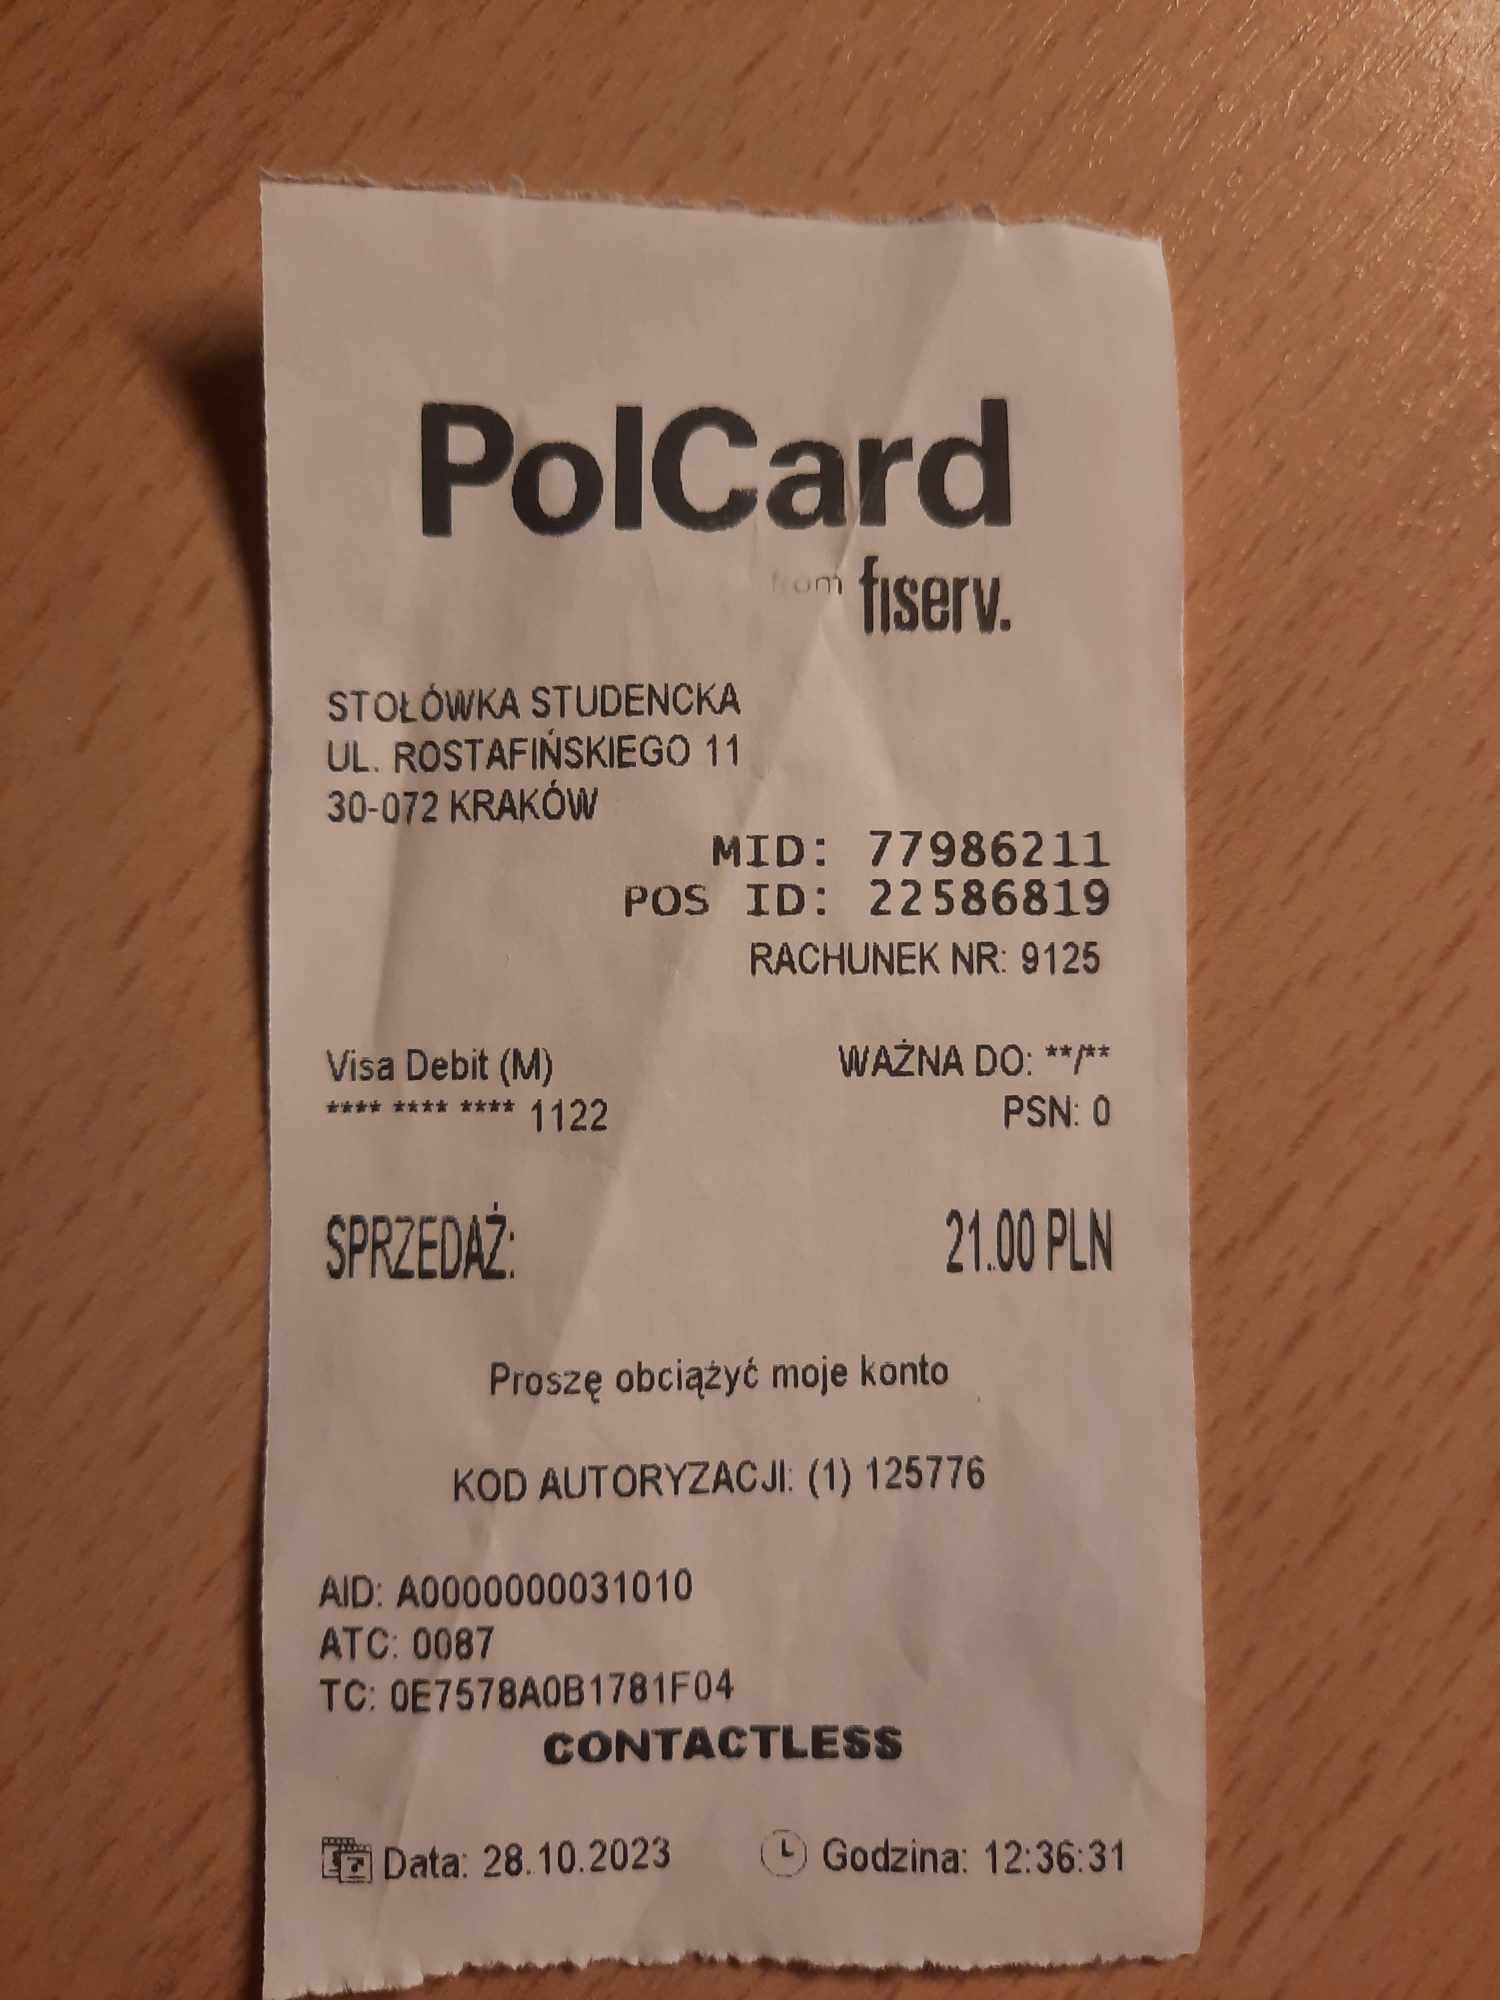 PolCard
from fiserv.
STOŁÓWKA STUDENCKA
UL. ROSTAFIŃSKIEGO 11
30-072 KRAKÓW
MID: 77986211
POS ID: 22586819
RACHUNEK NR: 9125
Visa Debit (M) WAŻNA DO: **/**
**** **** **** 1122 PSN: 0
SPRZEDAŻ: 21.00 PLN
Proszę obciążyć moje konto
KOD AUTORYZACJI: (1) 125776
AID: A0000000031010
ATC: 0087
TC: 0E7578A0B1781F04
CONTACTLESS
Data: 28.10.2023 Godzina: 12:36:31